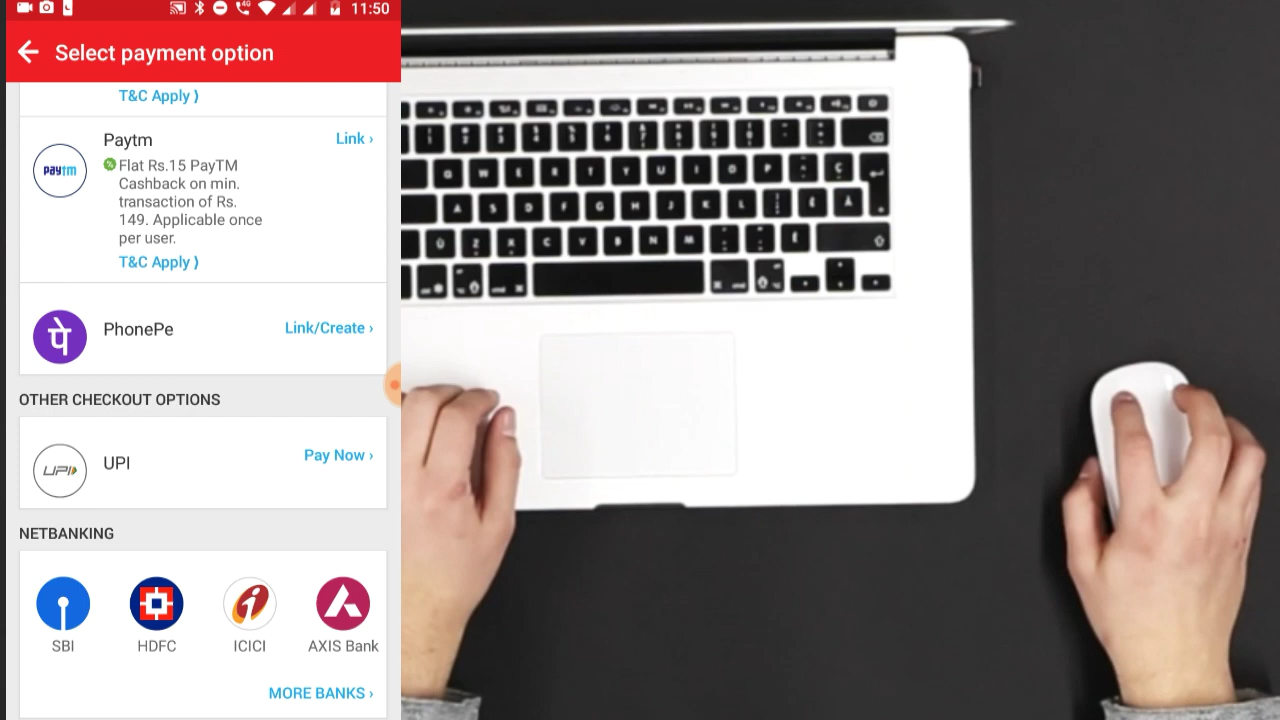 11:50
Select payment option
T&C Apply ⟩
Paytm
Link ›
paytm
Flat Rs.15 PayTM
Cashback on min.
transaction of Rs.
149. Applicable once
per user.
T&C Apply ⟩
पे
PhonePe
Link/Create ›
OTHER CHECKOUT OPTIONS
UPI
UPI
Pay Now ›
NETBANKING
SBI
HDFC
ICICI
AXIS Bank
MORE BANKS ›